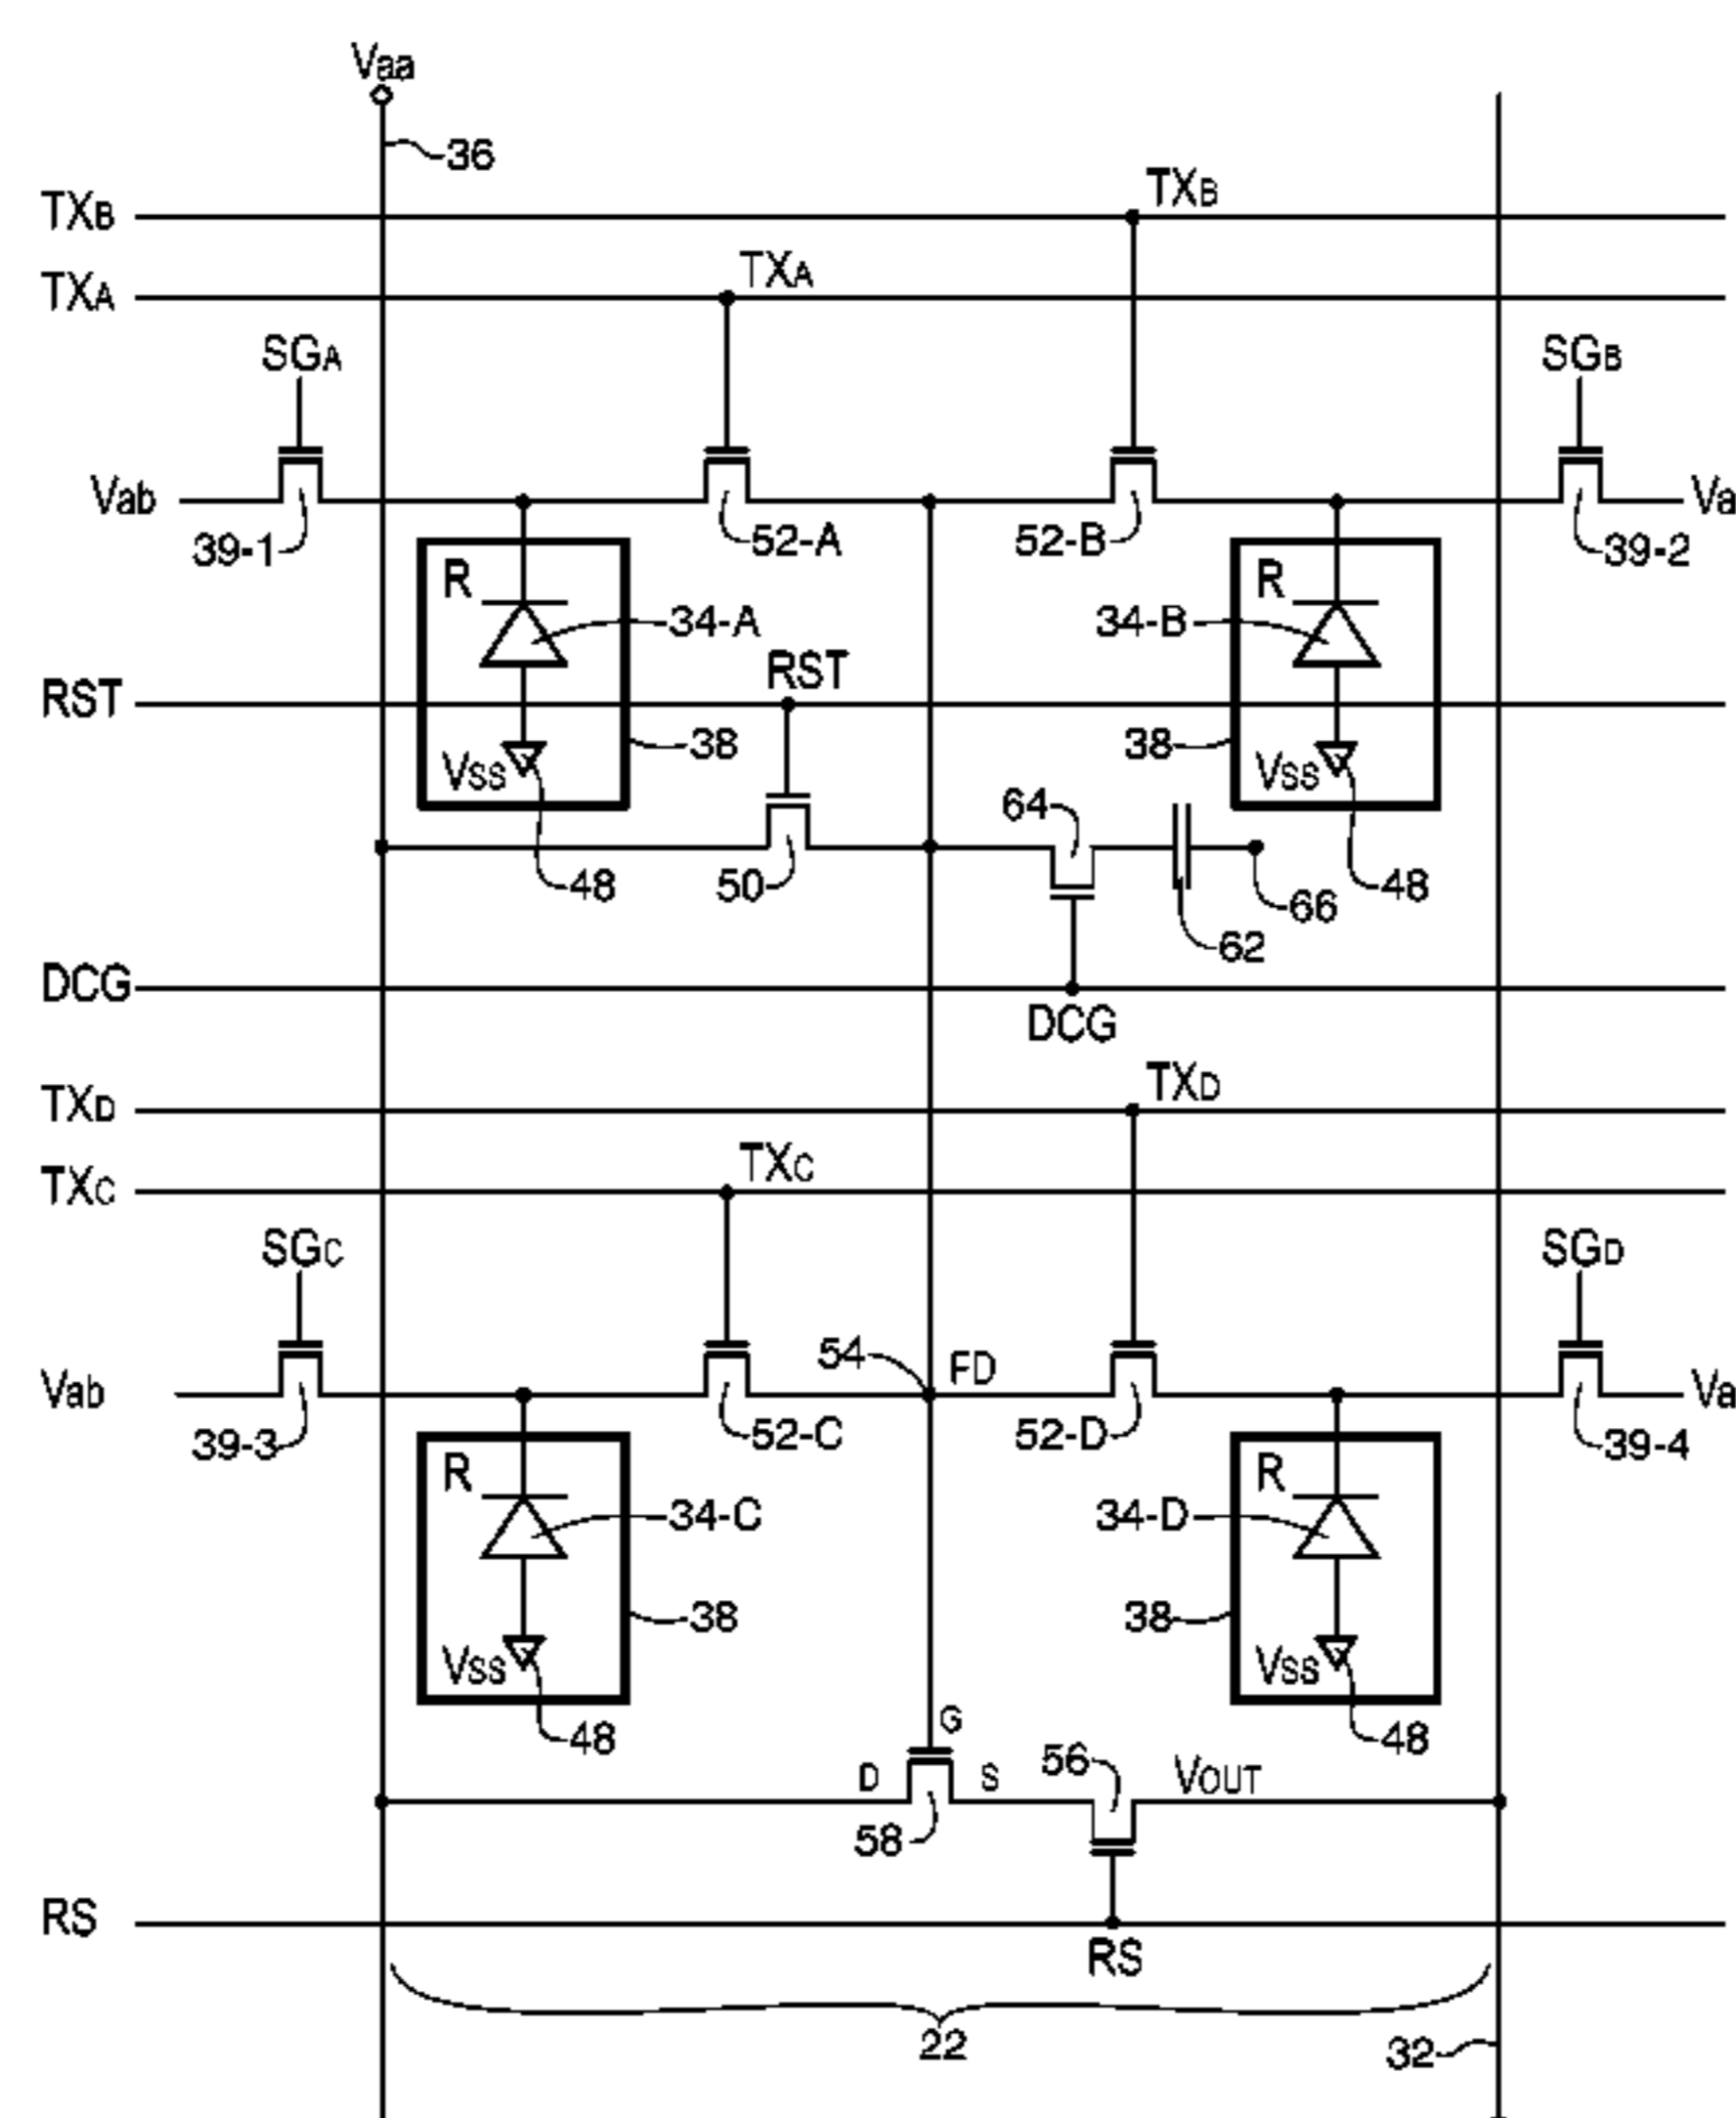 Vaa
36
TXB TXB
TXA TXA
SGA SGB
Vab Va
39-1 52-A 52-B 39-2
R R
34-A 34-B
RST RST
38 38
Vss Vss
64
48 50 48
66
62
DCG
DCG
TXD TXD
TXC TXC
SGC SGD
54 FD
Vab Va
39-3 52-C 52-D 39-4
R R
34-C 34-D
38 38
Vss Vss
G
48 56 48
D S VOUT
58
RS
RS
22
32